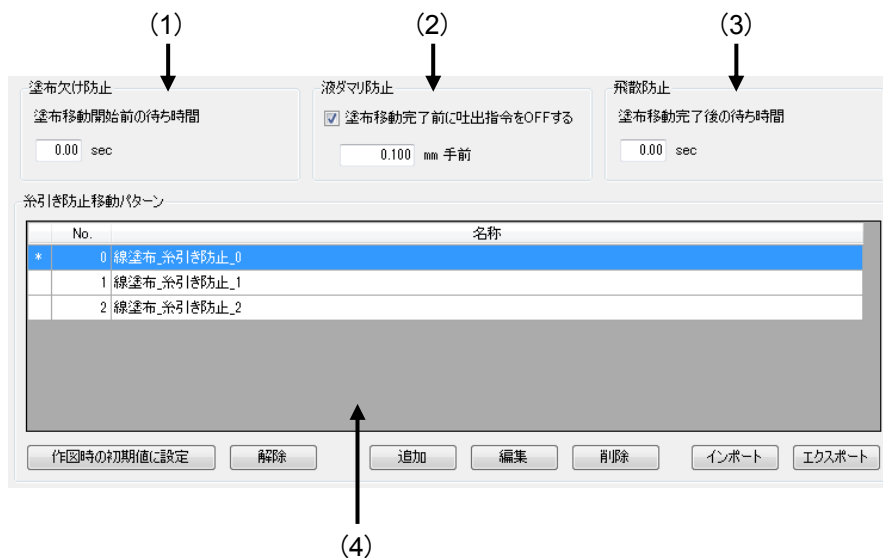 (1)
(2)
(3)
塗布欠け防止
塗布移動開始前の待ち時間
0.00 sec
液ダマリ防止
塗布移動完了前に吐出指令をOFFする
0.100 mm 手前
飛散防止
塗布移動完了後の待ち時間
0.00 sec
糸引き防止移動パターン
No. 名称
* 0 線塗布_糸引き防止_0
1 線塗布_糸引き防止_1
2 線塗布_糸引き防止_2
作図時の初期値に設定 解除 追加 編集 削除 インポート エクスポート
(4)